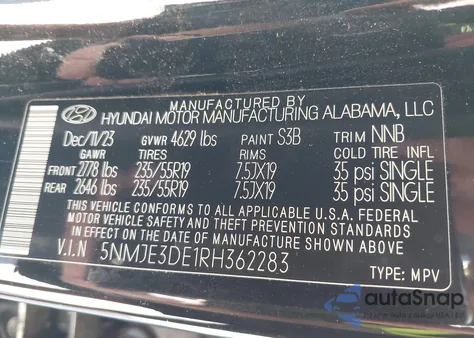 MANUFACTURED BY
HYUNDAI MOTOR MANUFACTURING ALABAMA, LLC
Dec/11/23 GVWR 4629 lbs PAINT S3B TRIM NNB
GAWR TIRES RIMS COLD TIRE INFL
FRONT 2778 lbs 235/55R19 7.5JX19 35 psi SINGLE
REAR 2646 lbs 235/55R19 7.5JX19 35 psi SINGLE
THIS VEHICLE CONFORMS TO ALL APPLICABLE U.S.A. FEDERAL
MOTOR VEHICLE SAFETY AND THEFT PREVENTION STANDARDS
IN EFFECT ON THE DATE OF MANUFACTURE SHOWN ABOVE.
V.I.N 5NMJE3DE1RH362283
TYPE: MPV
autoSnap